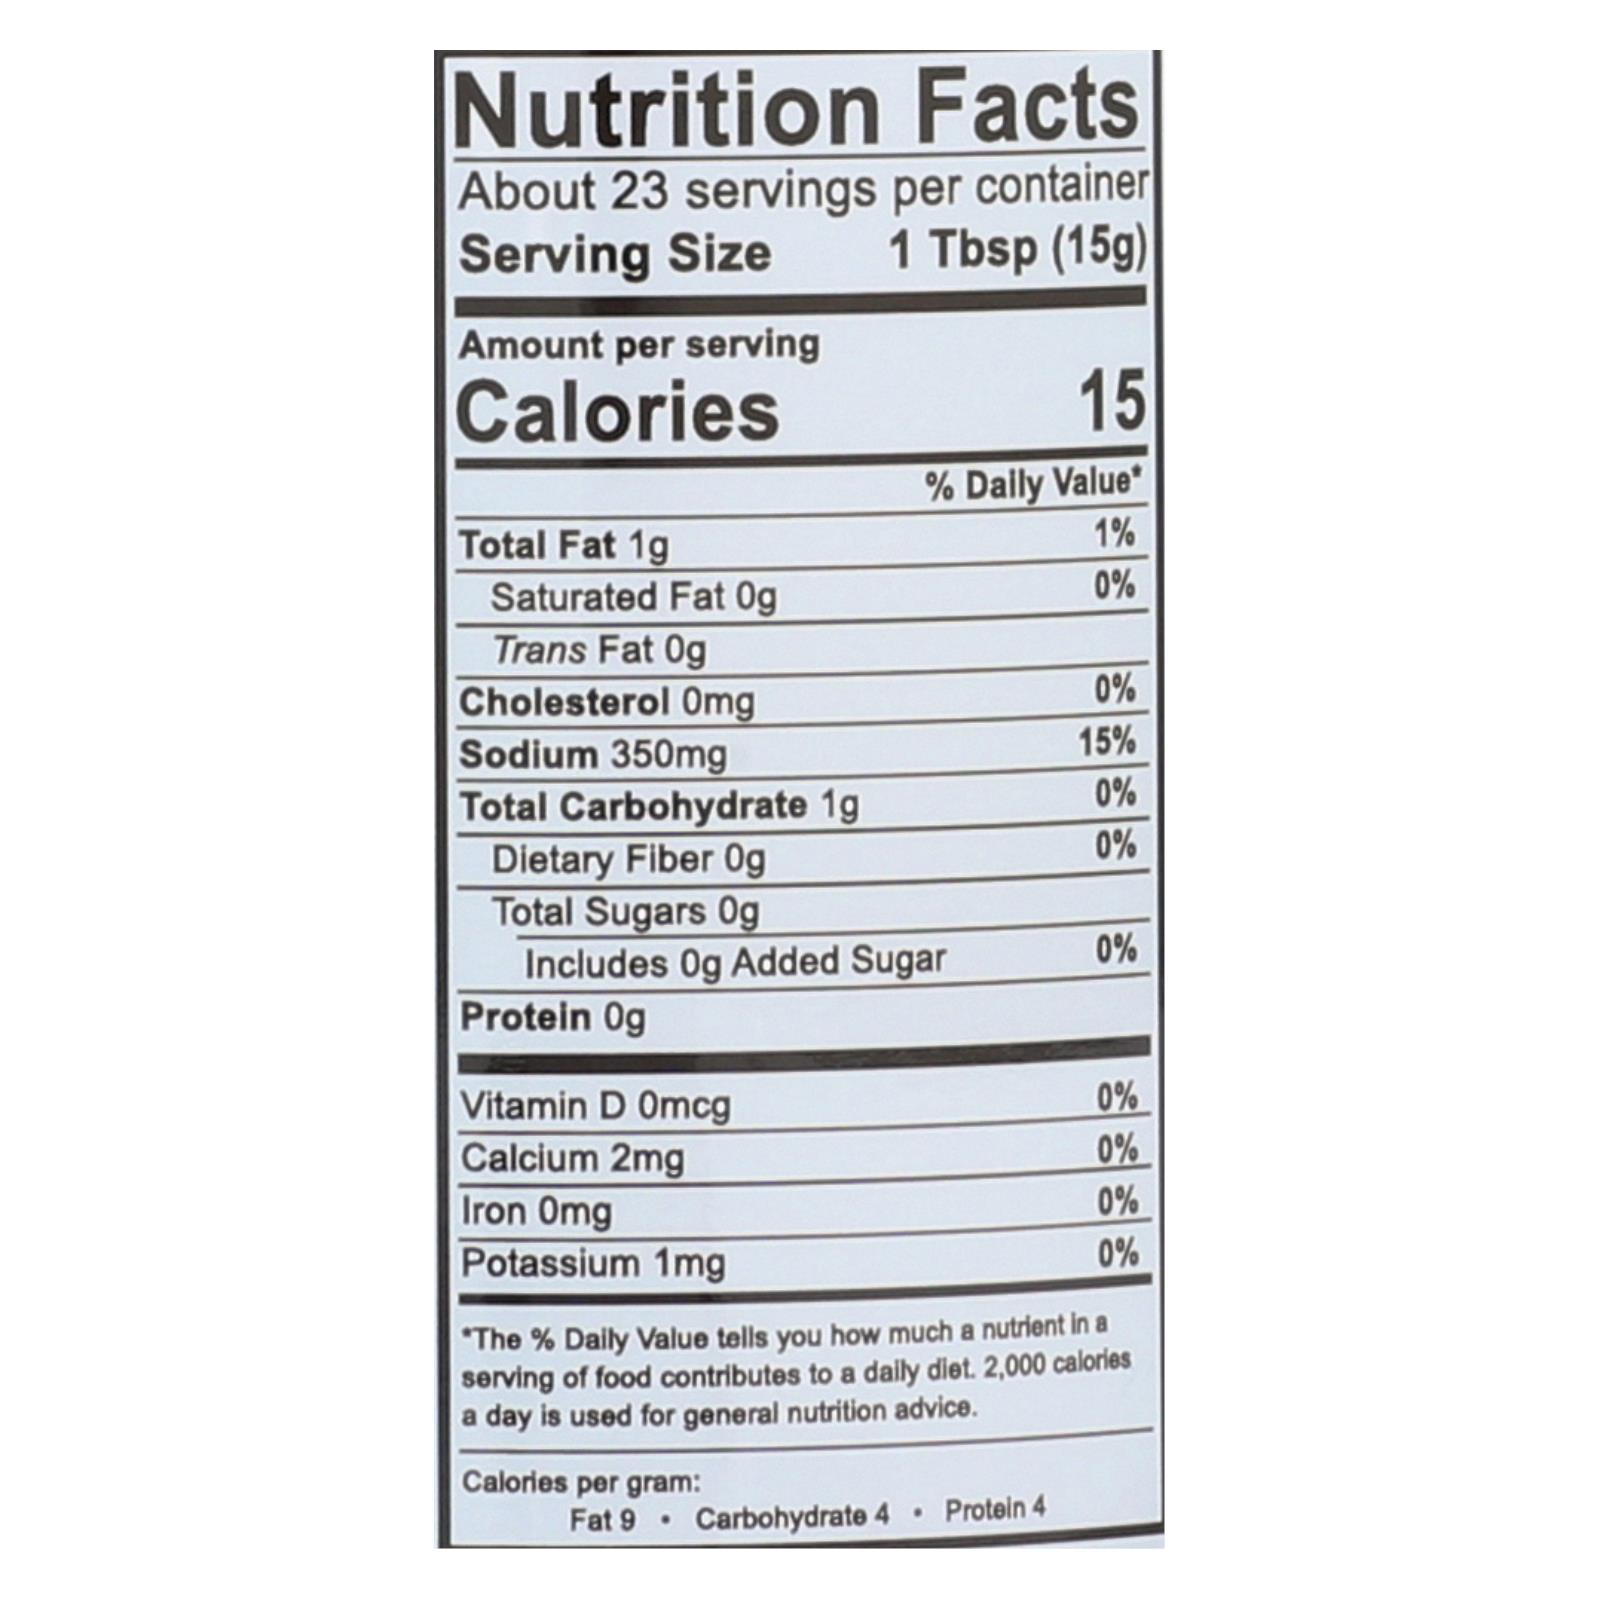 Nutrition Facts
About 23 servings per container
Serving Size 1 Tbsp (15g)
Amount per serving
Calories 15
% Daily Value*
Total Fat 1g 1%
Saturated Fat 0g 0%
Trans Fat 0g
Cholesterol 0mg 0%
Sodium 350mg 15%
Total Carbohydrate 1g 0%
Dietary Fiber 0g 0%
Total Sugars 0g
Includes 0g Added Sugar 0%
Protein 0g
Vitamin D 0mcg 0%
Calcium 2mg 0%
Iron 0mg 0%
Potassium 1mg 0%
*The % Daily Value tells you how much a nutrient in a
serving of food contributes to a daily diet. 2,000 calories
a day is used for general nutrition advice.
Calories per gram:
Fat 9 • Carbohydrate 4 • Protein 4